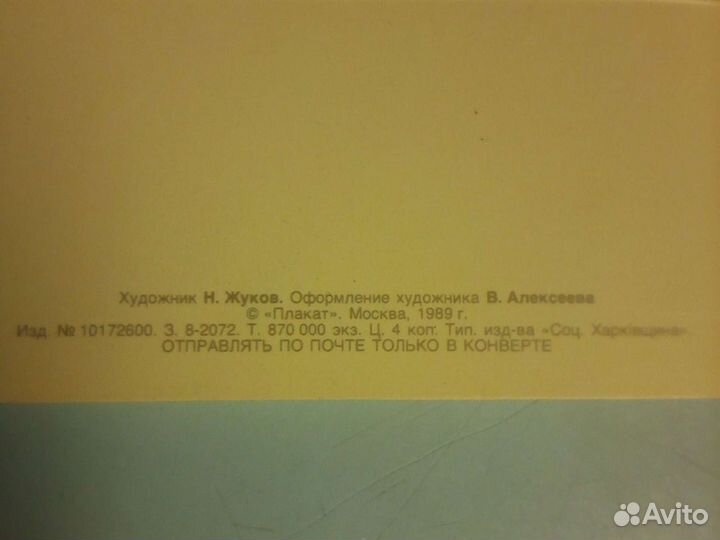 Художник Н. Жуков. Оформление художника В. Алексеева
© «Плакат». Москва, 1989 г.
Изд. № 10172600. З. 8-2072. Т. 870 000 экз. Ц. 4 коп. Тип. изд-ва «Соц. Харківщина».
ОТПРАВЛЯТЬ ПО ПОЧТЕ ТОЛЬКО В КОНВЕРТЕ
Avito